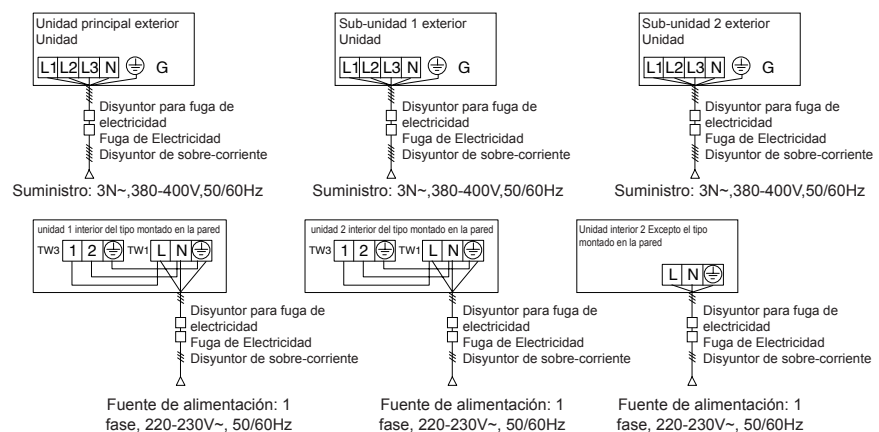 Unidad principal exterior
Unidad
L1 L2 L3 N G
Disyuntor para fuga de
electricidad
Fuga de Electricidad
Disyuntor de sobre-corriente
Suministro: 3N~,380-400V,50/60Hz
Sub-unidad 1 exterior
Unidad
L1 L2 L3 N G
Disyuntor para fuga de
electricidad
Fuga de Electricidad
Disyuntor de sobre-corriente
Suministro: 3N~,380-400V,50/60Hz
Sub-unidad 2 exterior
Unidad
L1 L2 L3 N G
Disyuntor para fuga de
electricidad
Fuga de Electricidad
Disyuntor de sobre-corriente
Suministro: 3N~,380-400V,50/60Hz
unidad 1 interior del tipo montado en la pared
TW3 1 2 TW1 L N
Disyuntor para fuga de
electricidad
Fuga de Electricidad
Disyuntor de sobre-corriente
Fuente de alimentación: 1
fase, 220-230V~, 50/60Hz
unidad 2 interior del tipo montado en la pared
TW3 1 2 TW1 L N
Disyuntor para fuga de
electricidad
Fuga de Electricidad
Disyuntor de sobre-corriente
Fuente de alimentación: 1
fase, 220-230V~, 50/60Hz
Unidad interior 2 Excepto el tipo
montado en la pared
L N
Disyuntor para fuga de
electricidad
Fuga de Electricidad
Disyuntor de sobre-corriente
Fuente de alimentación: 1
fase, 220-230V~, 50/60Hz